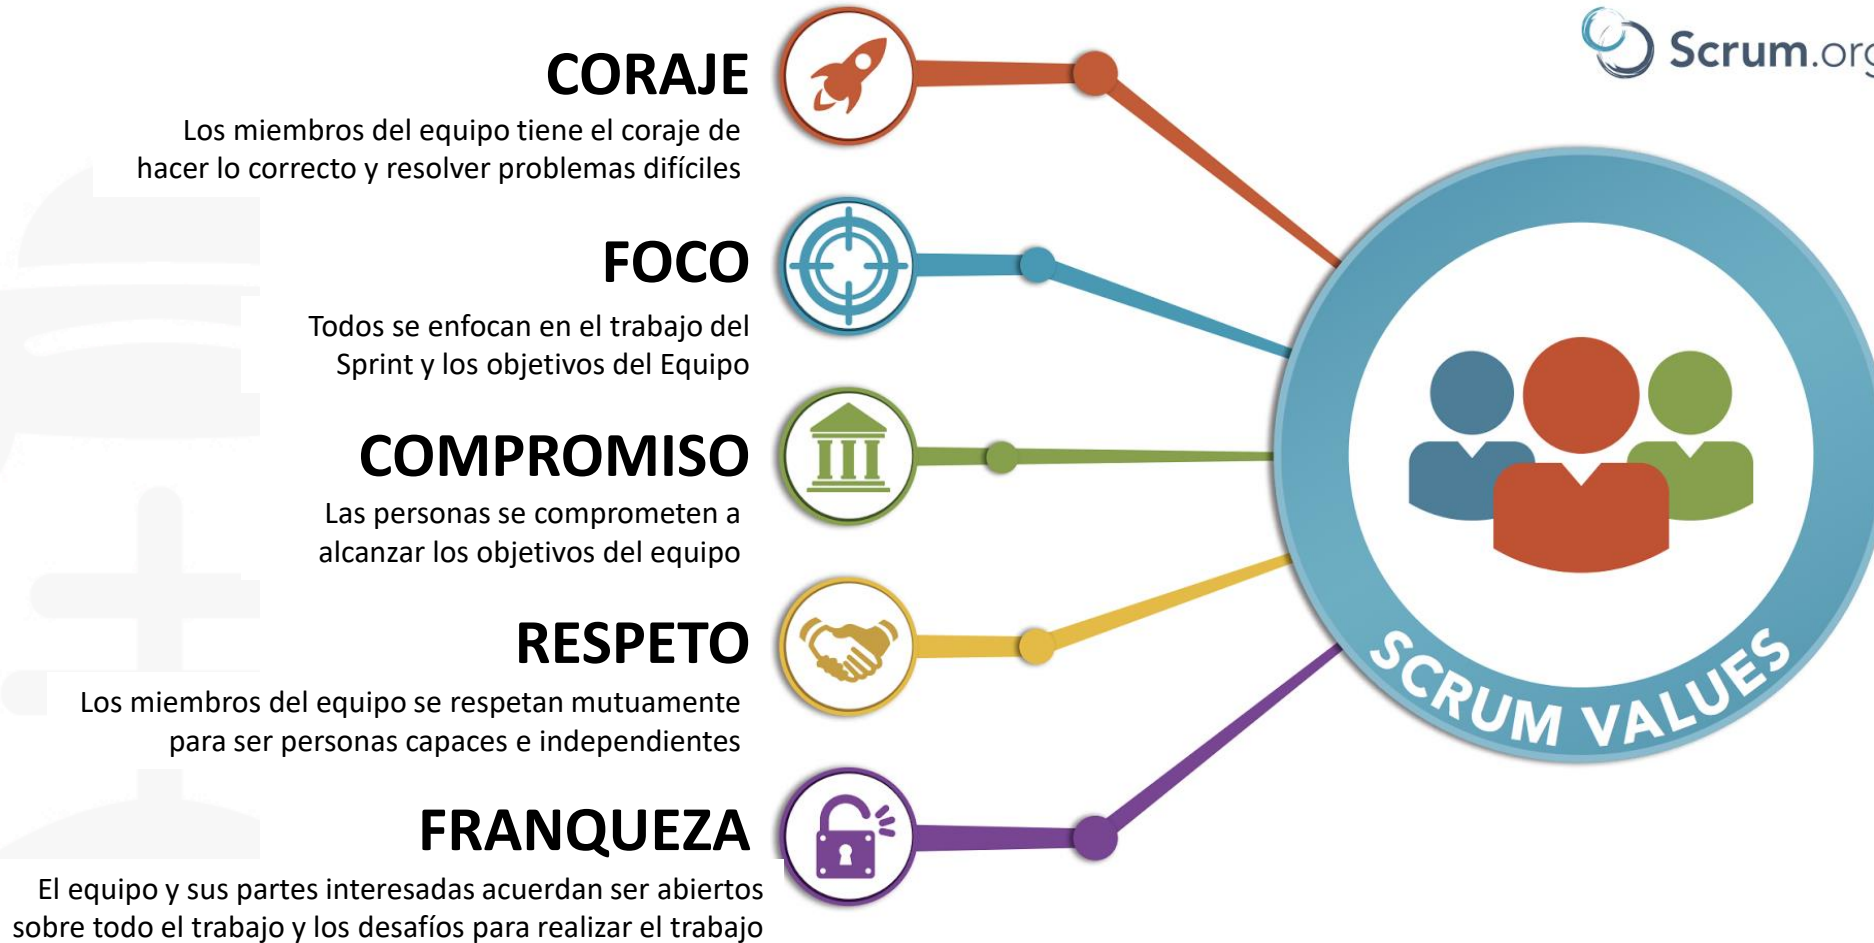 CORAJE
Los miembros del equipo tiene el coraje de
hacer lo correcto y resolver problemas difíciles
FOCO
Todos se enfocan en el trabajo del
Sprint y los objetivos del Equipo
COMPROMISO
Las personas se comprometen a
alcanzar los objetivos del equipo
RESPETO
Los miembros del equipo se respetan mutuamente
para ser personas capaces e independientes
FRANQUEZA
El equipo y sus partes interesadas acuerdan ser abiertos
sobre todo el trabajo y los desafíos para realizar el trabajo
Scrum.org
SCRUM VALUES